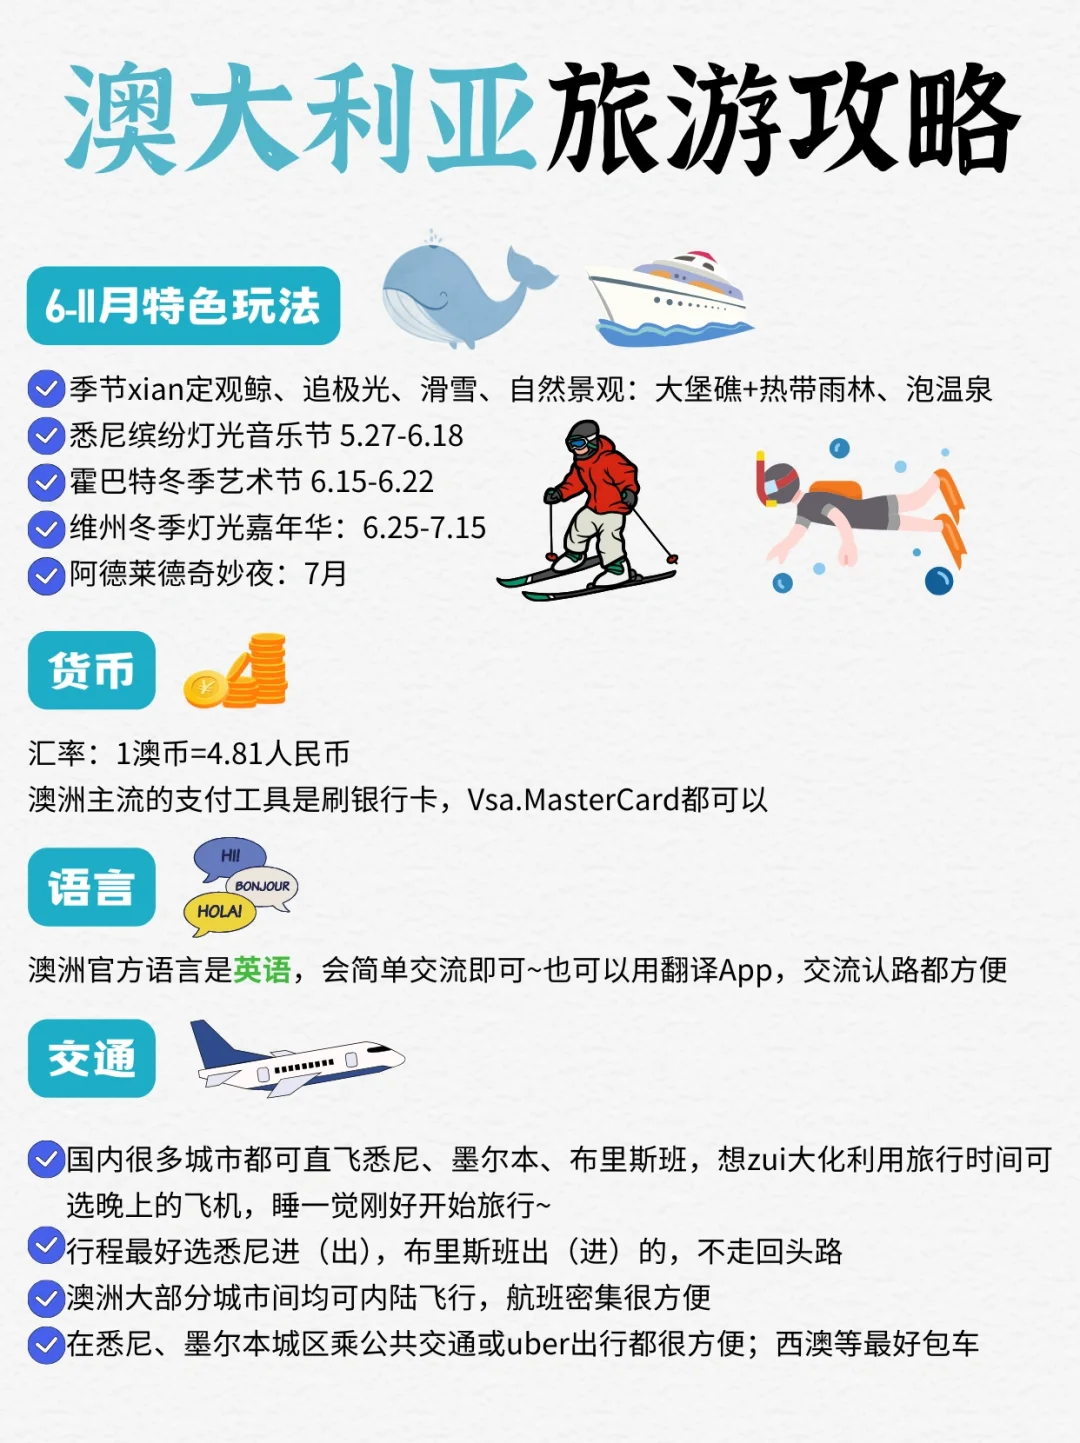 澳大利亚旅游攻略
6-11月特色玩法
季节xian定观鲸、追极光、滑雪、自然景观：大堡礁+热带雨林、泡温泉
悉尼缤纷灯光音乐节 5.27-6.18
霍巴特冬季艺术节 6.15-6.22
维州冬季灯光嘉年华：6.25-7.15
阿德莱德奇妙夜：7月
货币
¥
汇率：1澳币=4.81人民币
澳洲主流的支付工具是刷银行卡，Vsa.MasterCard都可以
语言
HI!
BONJOUR
HOLA!
澳洲官方语言是英语，会简单交流即可~也可以用翻译App，交流认路都方便
交通
国内很多城市都可直飞悉尼、墨尔本、布里斯班，想zui大化利用旅行时间可
选晚上的飞机，睡一觉刚好开始旅行~
行程最好选悉尼进（出），布里斯班出（进）的，不走回头路
澳洲大部分城市间均可内陆飞行，航班密集很方便
在悉尼、墨尔本城区乘公共交通或uber出行都很方便；西澳等最好包车